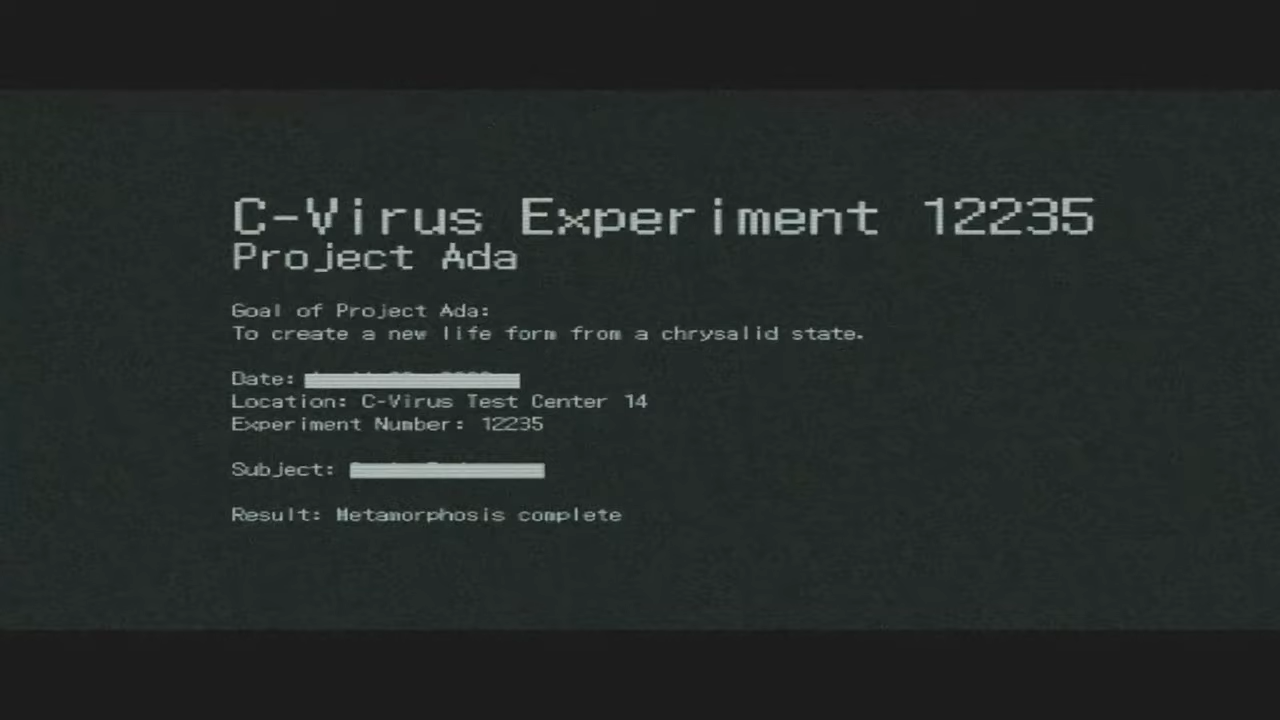 C-Virus Experiment 12235
Project Ada
Goal of Project Ada:
To create a new life form from a chrysalid state.
Date:
Location: C-Virus Test Center 14
Experiment Number: 12235
Subject:
Result: Metamorphosis complete